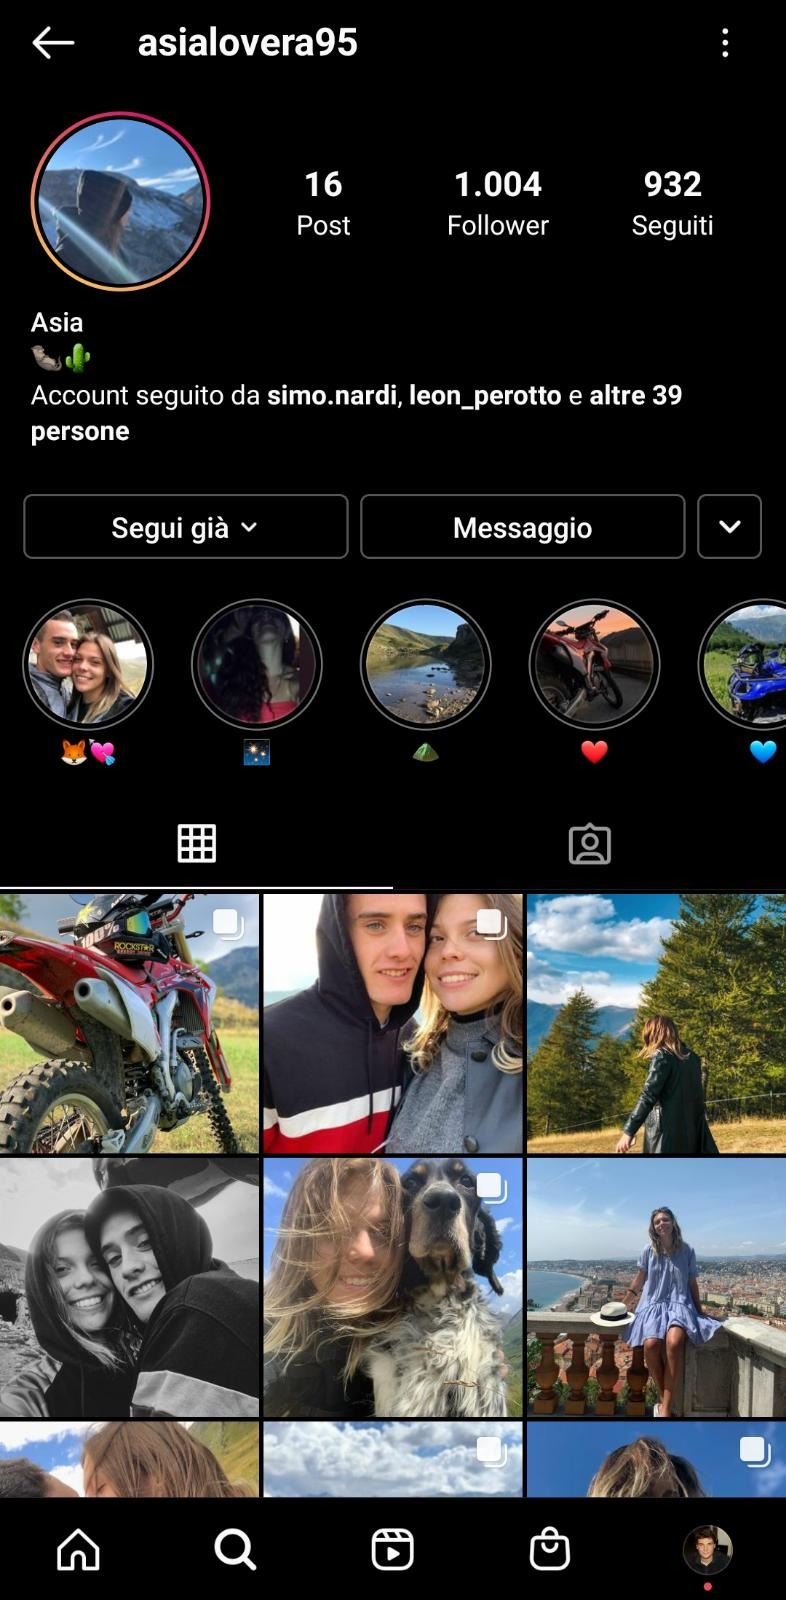 asialovera95
16
Post
1.004
Follower
932
Seguiti
Asia
Account seguito da simo.nardi, leon_perotto e altre 39
persone
Segui già
Messaggio
100%
ROCKSTAR